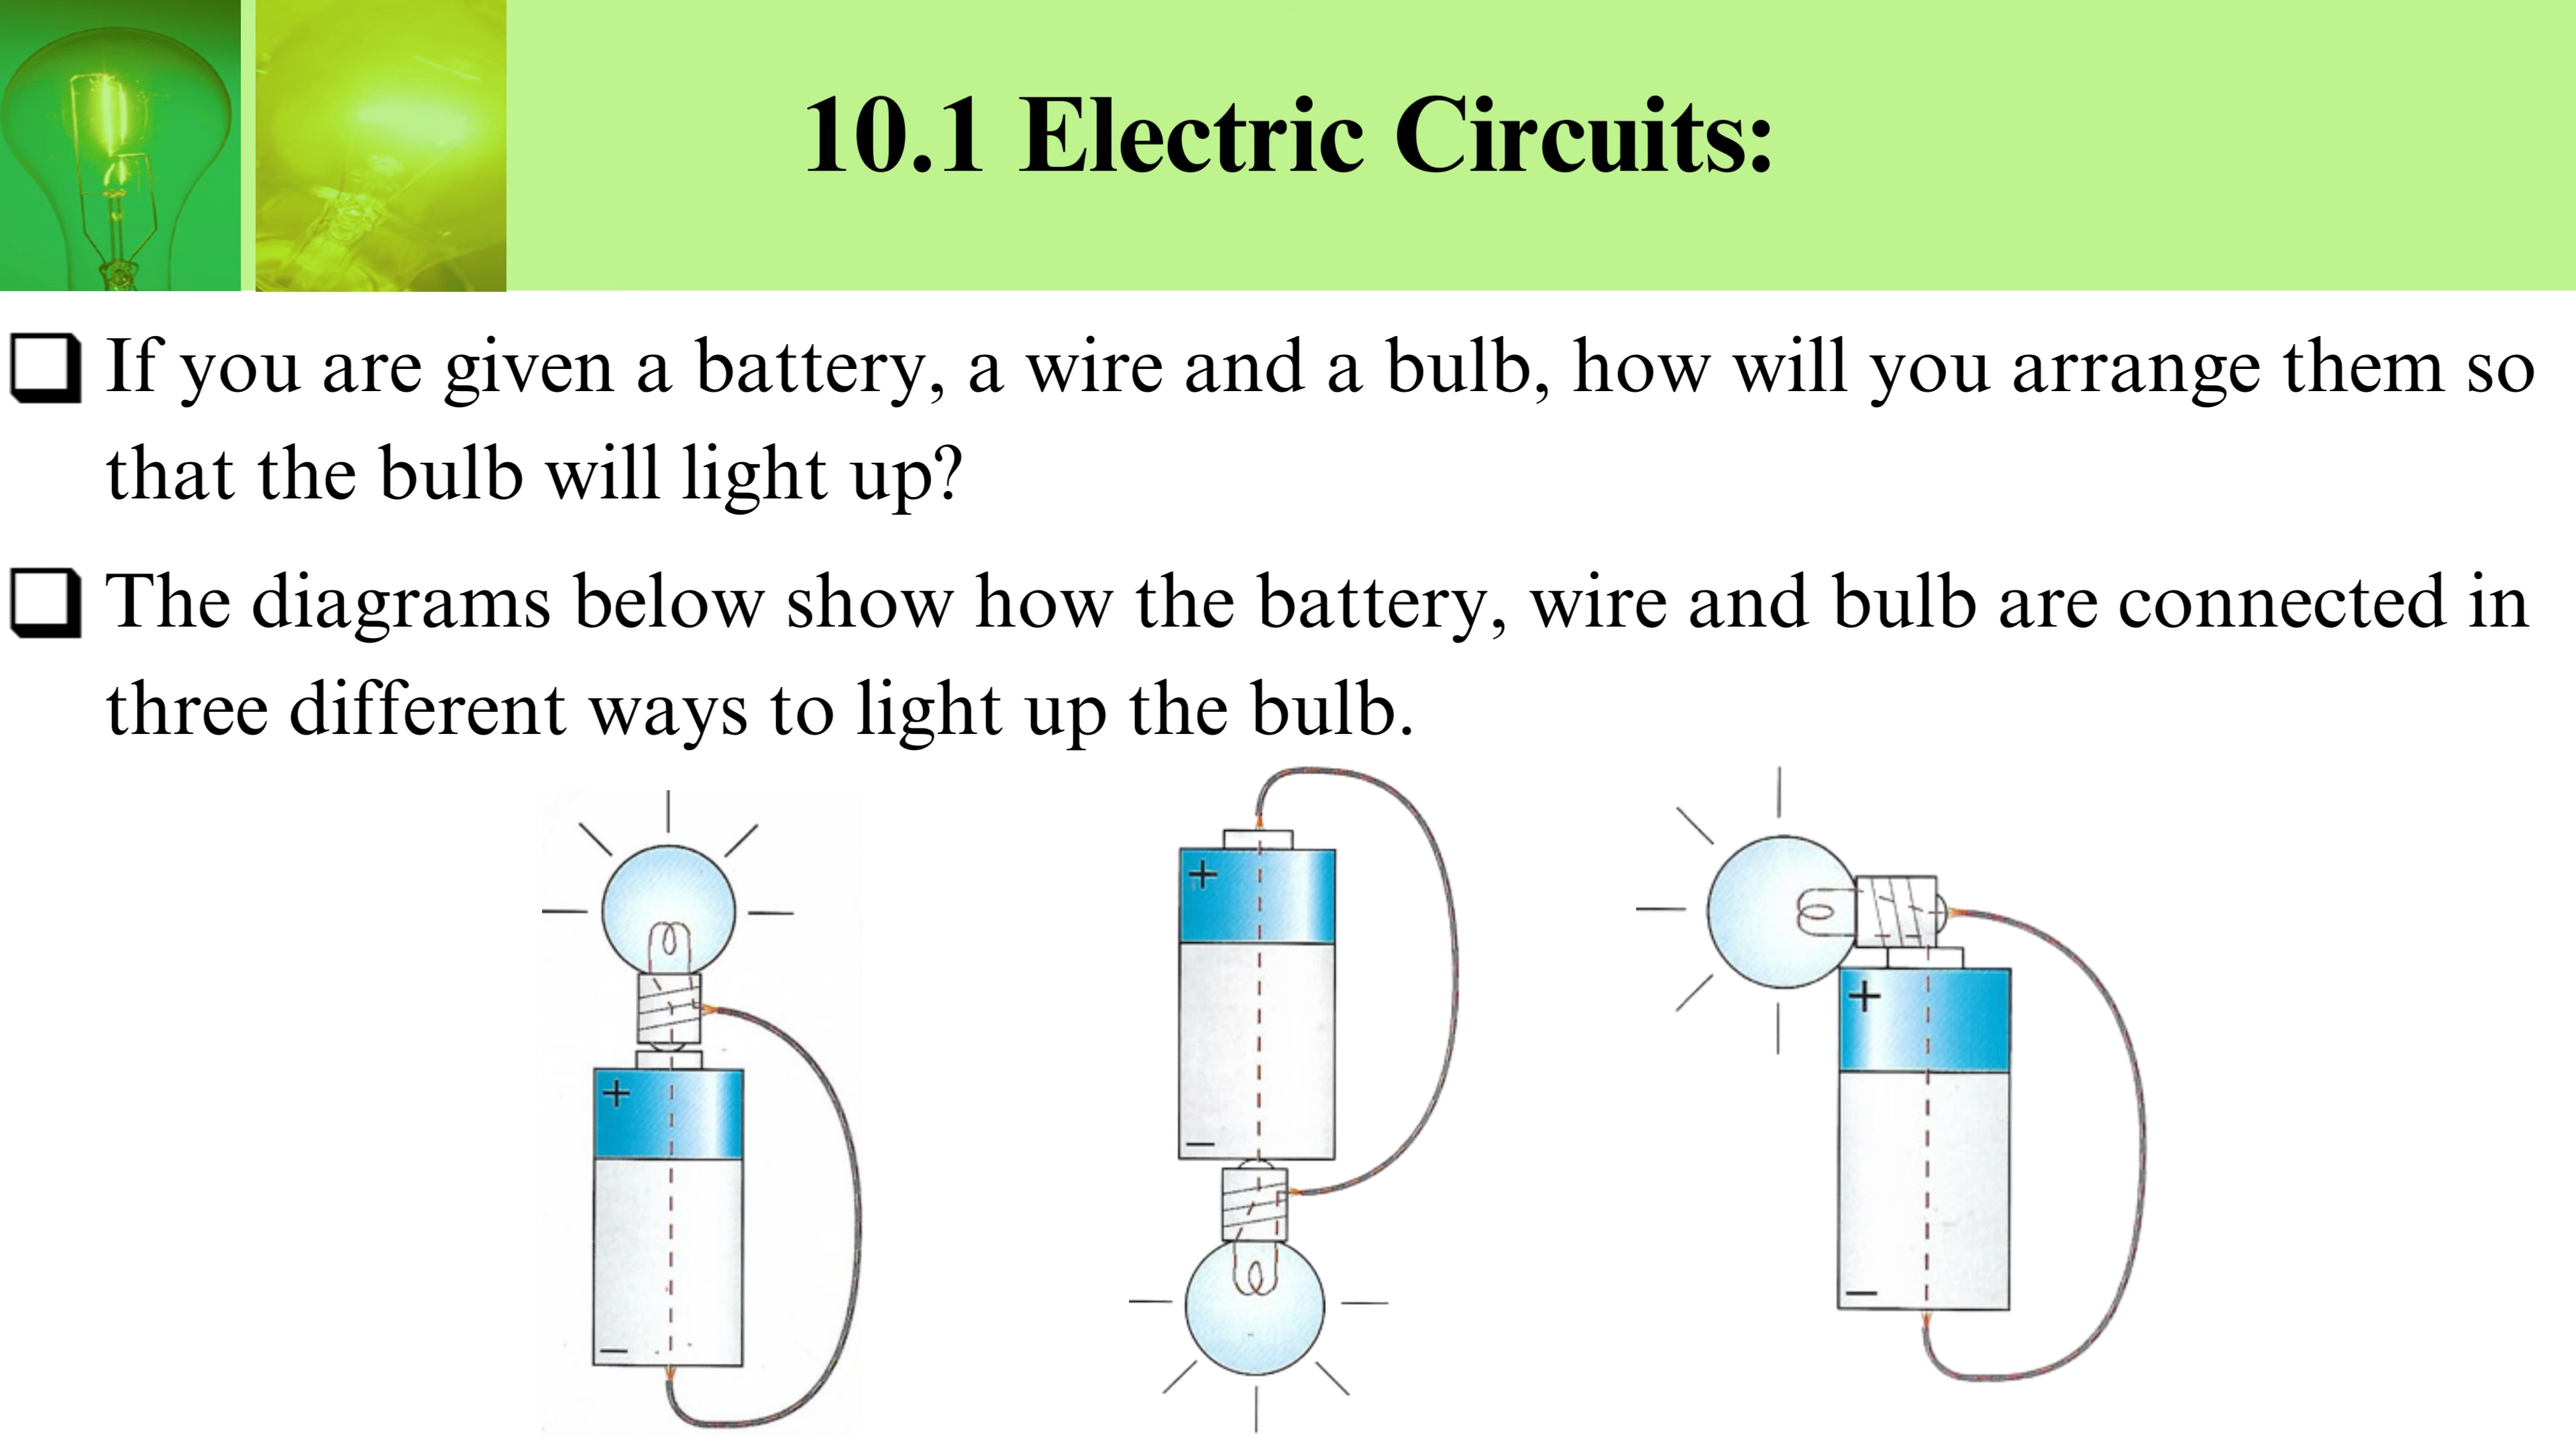 10.1 Electric Circuits:
If you are given a battery, a wire and a bulb, how will you arrange them so
that the bulb will light up?
The diagrams below show how the battery, wire and bulb are connected in
three different ways to light up the bulb.
+
−
+
−
+
−